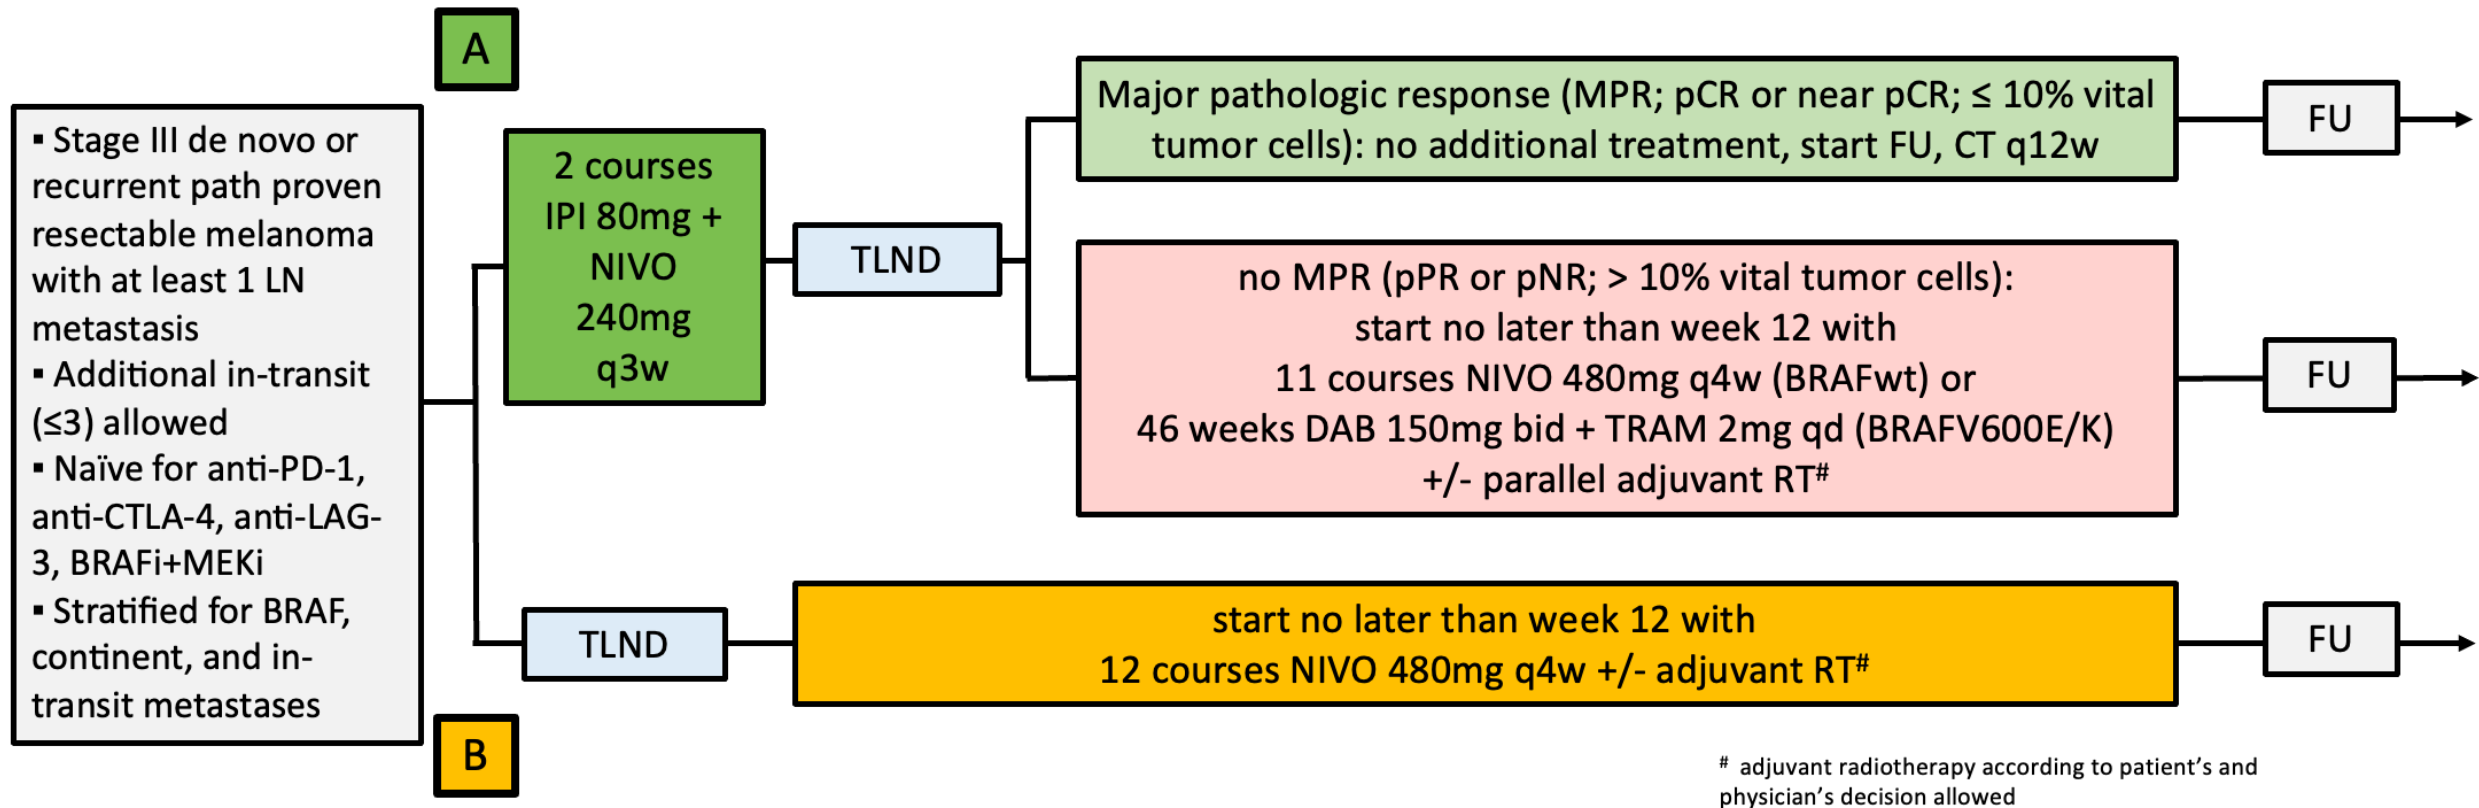 A
▪ Stage III de novo or
recurrent path proven
resectable melanoma
with at least 1 LN
metastasis
▪ Additional in-transit
(≤3) allowed
▪ Naïve for anti-PD-1,
anti-CTLA-4, anti-LAG-
3, BRAFi+MEKi
▪ Stratified for BRAF,
continent, and in-
transit metastases
2 courses
IPI 80mg +
NIVO
240mg
q3w
TLND
Major pathologic response (MPR; pCR or near pCR; ≤ 10% vital
tumor cells): no additional treatment, start FU, CT q12w
FU
no MPR (pPR or pNR; > 10% vital tumor cells):
start no later than week 12 with
11 courses NIVO 480mg q4w (BRAFwt) or
46 weeks DAB 150mg bid + TRAM 2mg qd (BRAFV600E/K)
+/- parallel adjuvant RT#
FU
B
TLND
start no later than week 12 with
12 courses NIVO 480mg q4w +/- adjuvant RT#
FU
# adjuvant radiotherapy according to patient’s and
physician’s decision allowed